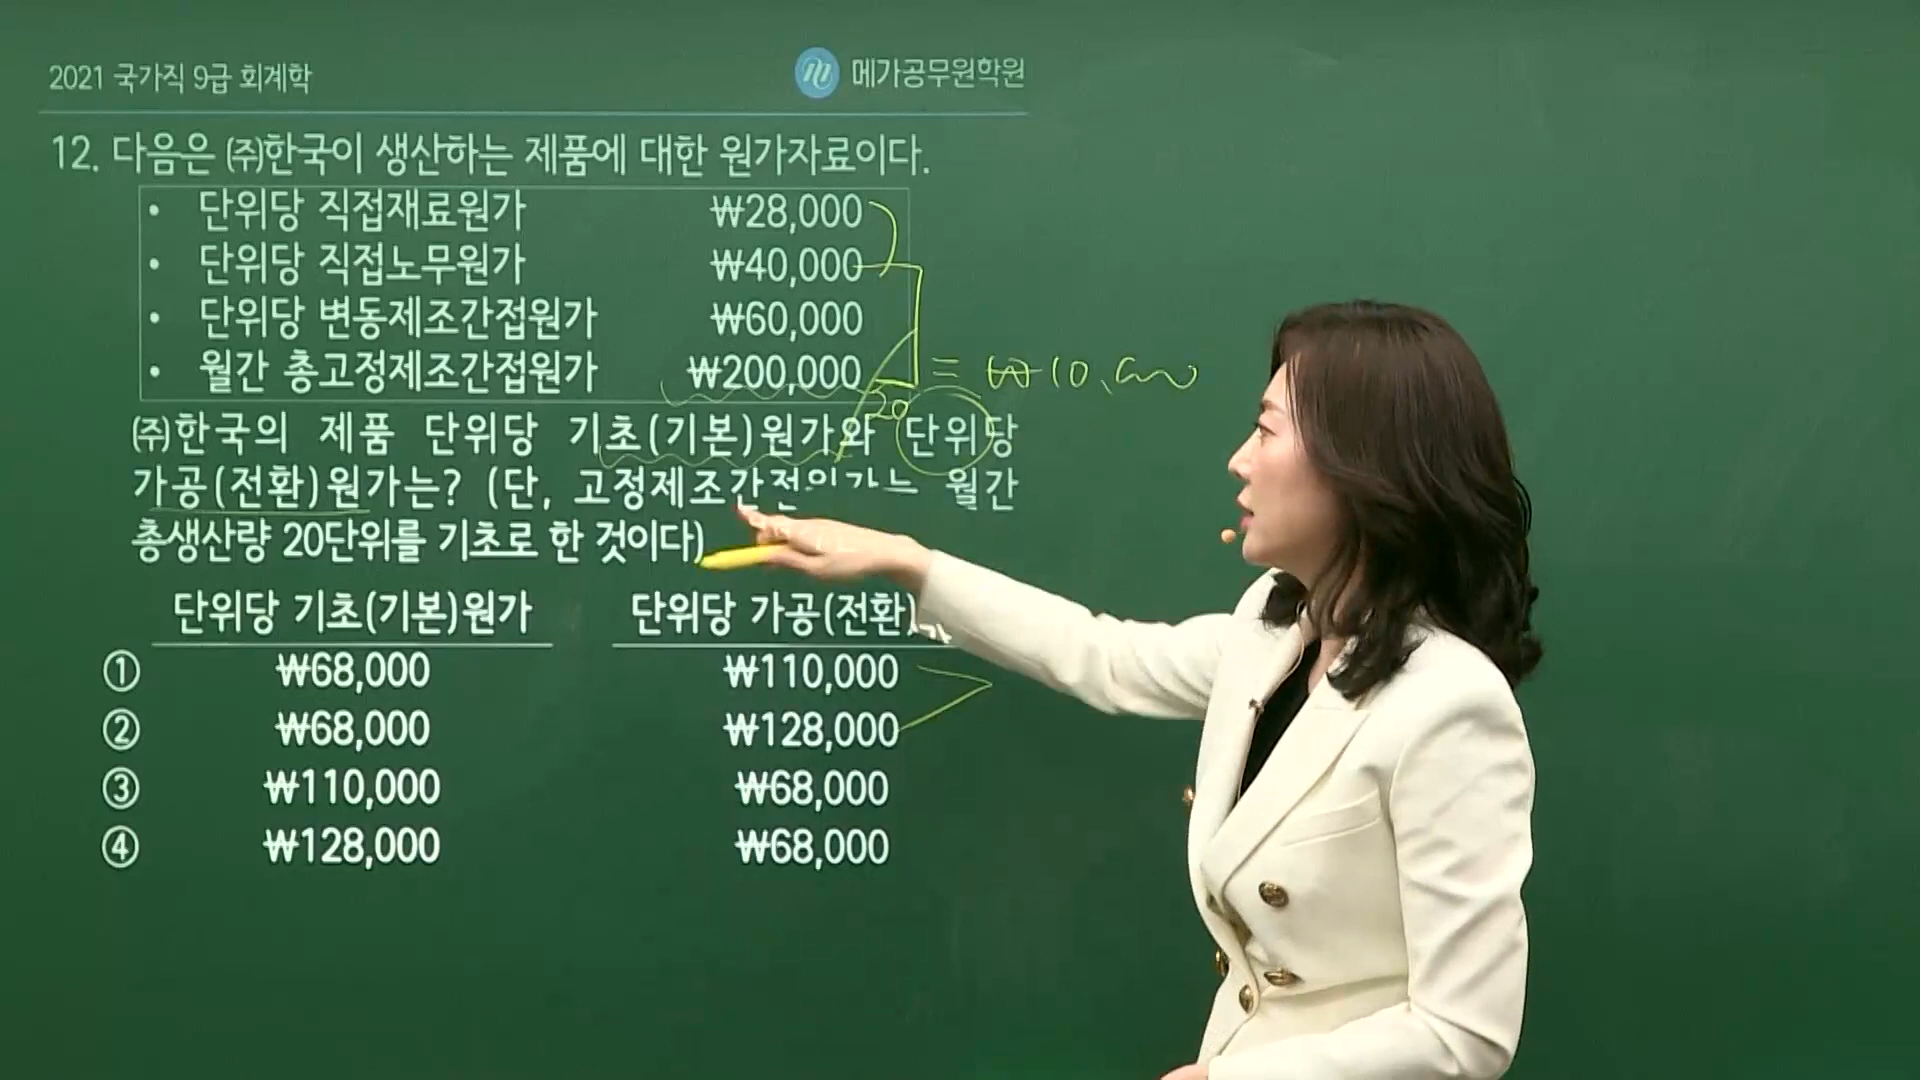 2021 국가직 9급 회계학
메가공무원학원
12. 다음은 ㈜한국이 생산하는 제품에 대한 원가자료이다.
• 단위당 직접재료원가 ₩28,000
• 단위당 직접노무원가 ₩40,000
• 단위당 변동제조간접원가 ₩60,000
• 월간 총고정제조간접원가 ₩200,000
20
= ₩10,000
㈜한국의 제품 단위당 기초(기본)원가와 단위당
가공(전환)원가는? (단, 고정제조간접원가는 월간
총생산량 20단위를 기초로 한 것이다)
단위당 기초(기본)원가 단위당 가공(전환)
① ₩68,000 ₩110,000
② ₩68,000 ₩128,000
③ ₩110,000 ₩68,000
④ ₩128,000 ₩68,000